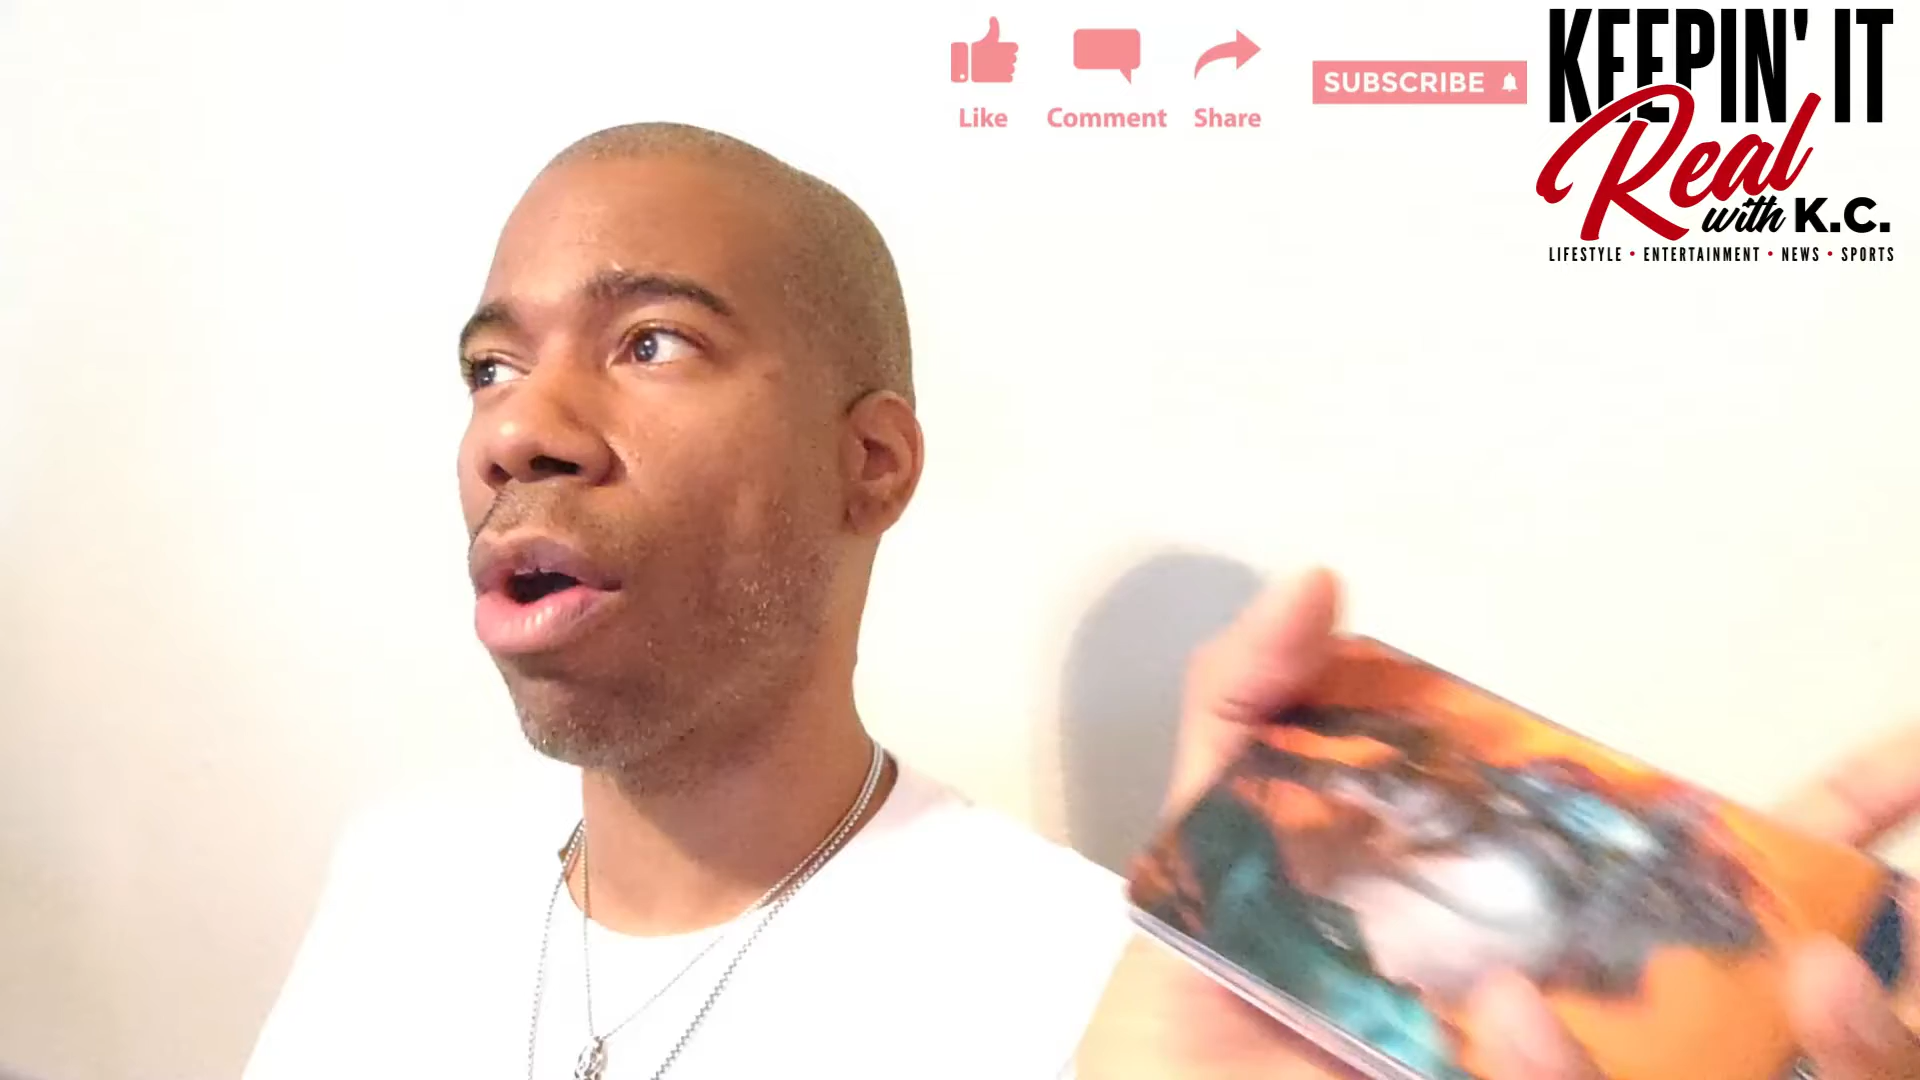 Like
Comment
Share
SUBSCRIBE
KEEPIN' IT
Real
with K.C.
LIFESTYLE • ENTERTAINMENT • NEWS • SPORTS